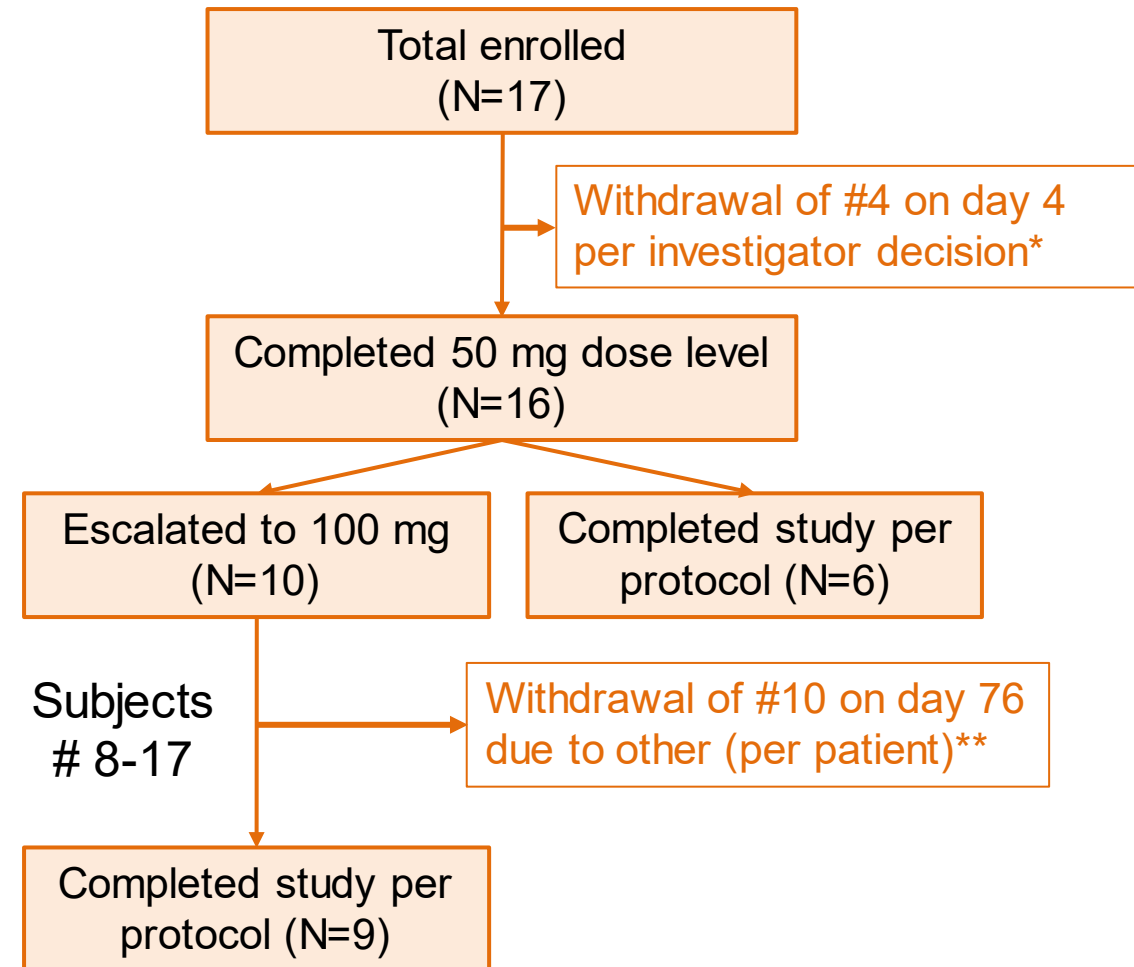 Total enrolled
(N=17)
Withdrawal of #4 on day 4
per investigator decision*
Completed 50 mg dose level
(N=16)
Escalated to 100 mg
(N=10)
Completed study per
protocol (N=6)
Subjects
# 8-17
Withdrawal of #10 on day 76
due to other (per patient)**
Completed study per
protocol (N=9)